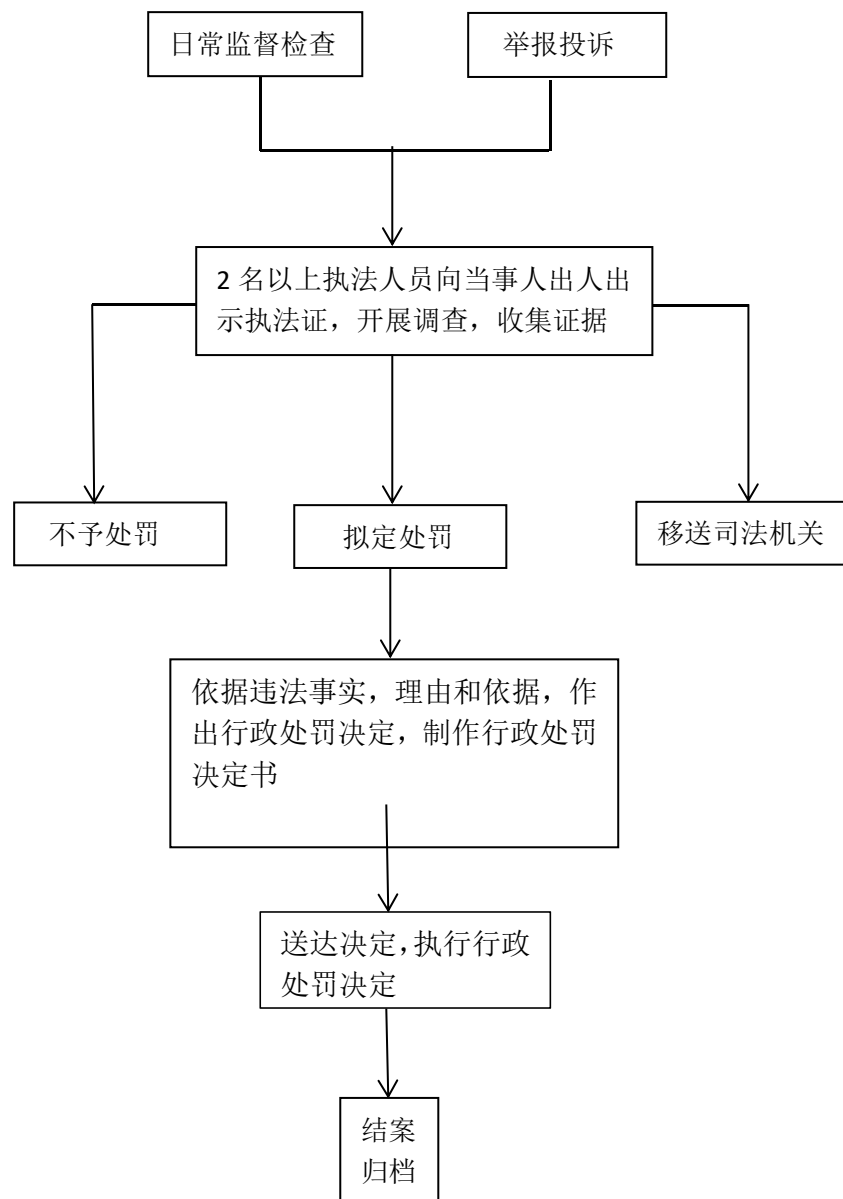 日常监督检查
举报投诉
2 名以上执法人员向当事人出人出
示执法证，开展调查，收集证据
不予处罚
拟定处罚
移送司法机关
依据违法事实，理由和依据，作
出行政处罚决定，制作行政处罚
决定书
送达决定，执行行政
处罚决定
结案
归档